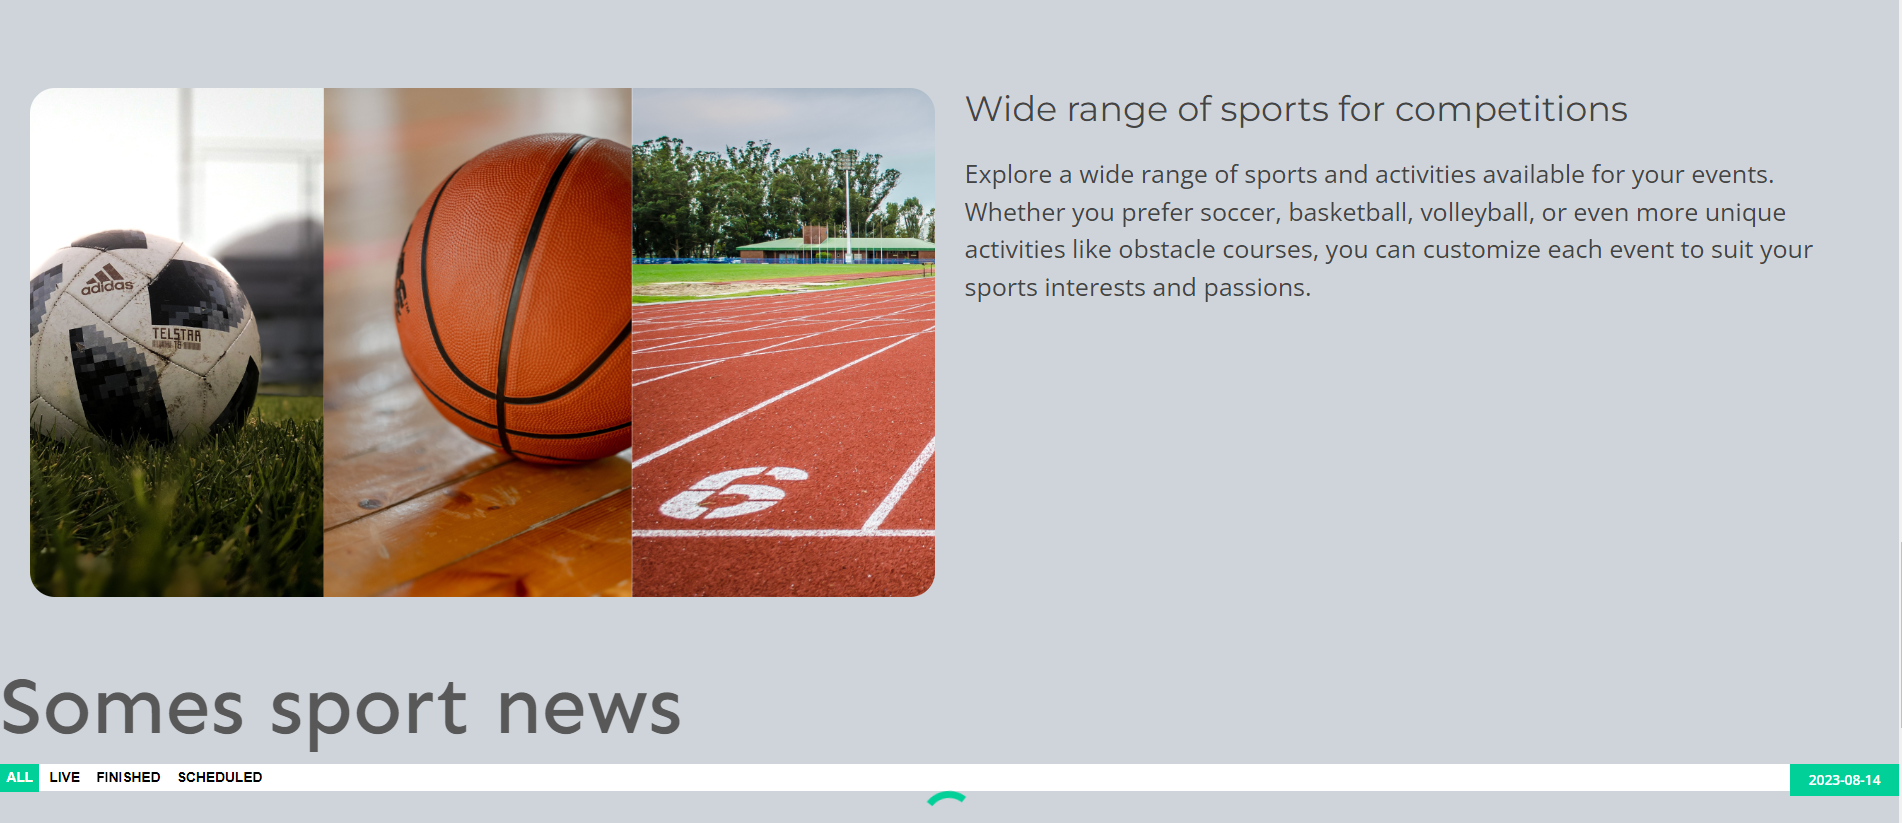 adidas
TELSTAR
6
Wide range of sports for competitions
Explore a wide range of sports and activities available for your events.
Whether you prefer soccer, basketball, volleyball, or even more unique
activities like obstacle courses, you can customize each event to suit your
sports interests and passions.
Somes sport news
ALL LIVE FINISHED SCHEDULED
2023-08-14